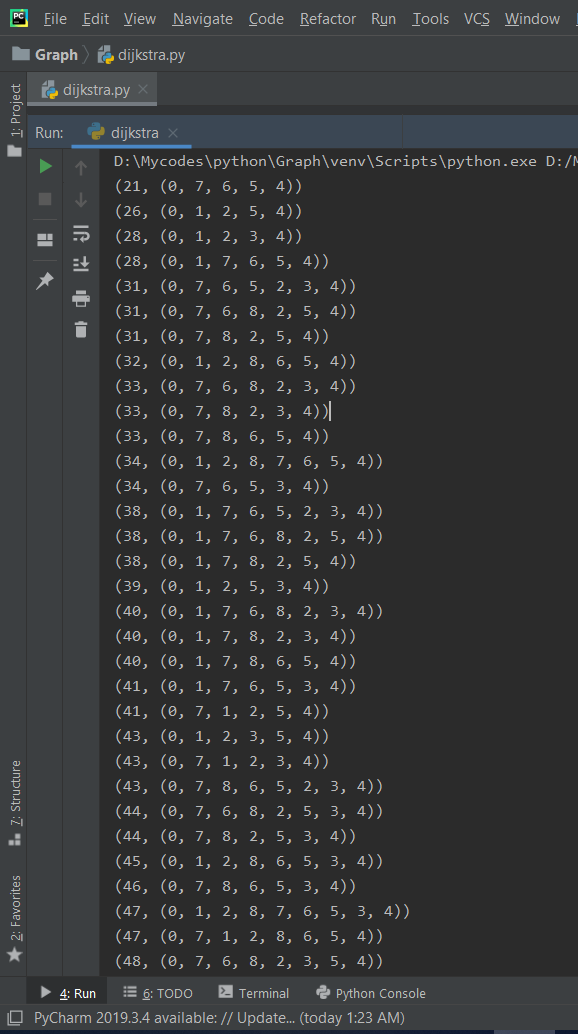 File Edit View Navigate Code Refactor Run Tools VCS Window
Graph dijkstra.py
1: Project
dijkstra.py
Run: dijkstra
D:\Mycodes\python\Graph\venv\Scripts\python.exe D:/M
(21, (0, 7, 6, 5, 4))
(26, (0, 1, 2, 5, 4))
(28, (0, 1, 2, 3, 4))
(28, (0, 1, 7, 6, 5, 4))
(31, (0, 7, 6, 5, 2, 3, 4))
(31, (0, 7, 6, 8, 2, 5, 4))
(31, (0, 7, 8, 2, 5, 4))
(32, (0, 1, 2, 8, 6, 5, 4))
(33, (0, 7, 6, 8, 2, 3, 4))
(33, (0, 7, 8, 2, 3, 4))
(33, (0, 7, 8, 6, 5, 4))
(34, (0, 1, 2, 8, 7, 6, 5, 4))
(34, (0, 7, 6, 5, 3, 4))
(38, (0, 1, 7, 6, 5, 2, 3, 4))
(38, (0, 1, 7, 6, 8, 2, 5, 4))
(38, (0, 1, 7, 8, 2, 5, 4))
(39, (0, 1, 2, 5, 3, 4))
(40, (0, 1, 7, 6, 8, 2, 3, 4))
(40, (0, 1, 7, 8, 2, 3, 4))
(40, (0, 1, 7, 8, 6, 5, 4))
(41, (0, 1, 7, 6, 5, 3, 4))
(41, (0, 7, 1, 2, 5, 4))
(43, (0, 1, 2, 3, 5, 4))
(43, (0, 7, 1, 2, 3, 4))
(43, (0, 7, 8, 6, 5, 2, 3, 4))
(44, (0, 7, 6, 8, 2, 5, 3, 4))
(44, (0, 7, 8, 2, 5, 3, 4))
(45, (0, 1, 2, 8, 6, 5, 3, 4))
(46, (0, 7, 8, 6, 5, 3, 4))
(47, (0, 1, 2, 8, 7, 6, 5, 3, 4))
(47, (0, 7, 1, 2, 8, 6, 5, 4))
(48, (0, 7, 6, 8, 2, 3, 5, 4))
7: Structure
2: Favorites
4: Run 6: TODO Terminal Python Console
PyCharm 2019.3.4 available: // Update... (today 1:23 AM)